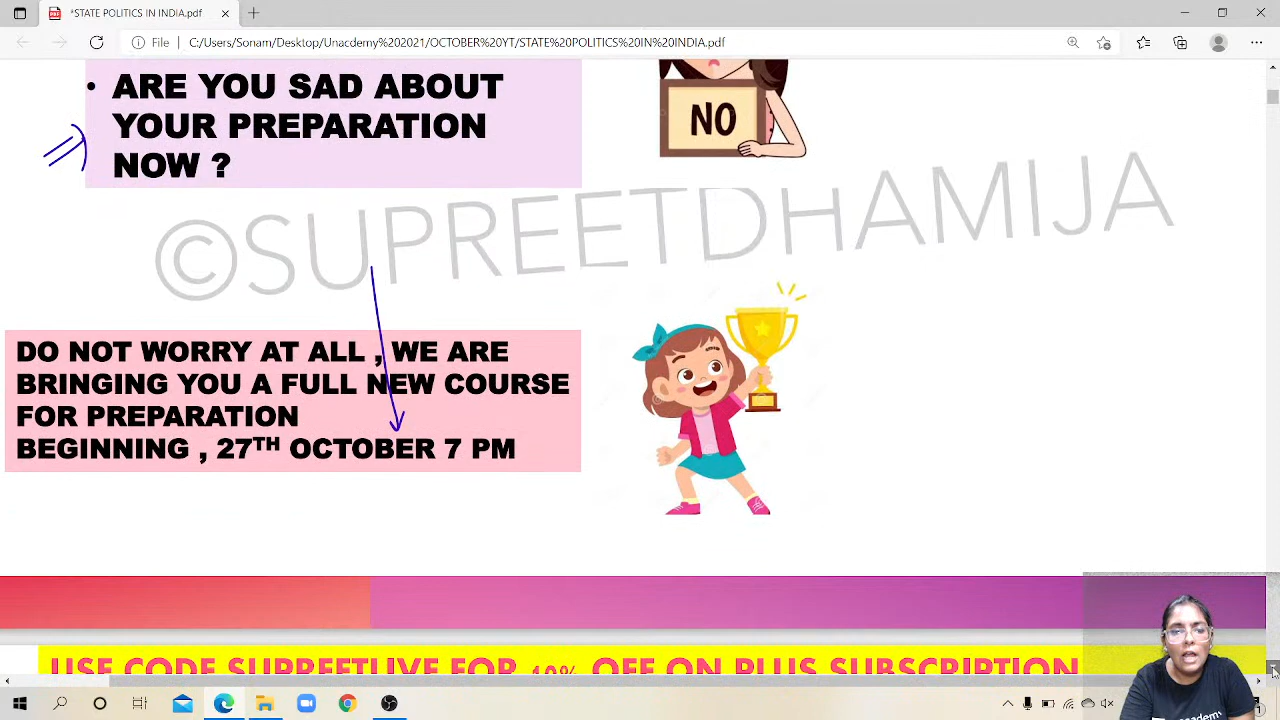 *STATE POLITICS IN INDIA.pdf
File
C:/Users/Sonam/Desktop/Unacdemy%202021/OCTOBER%20YT/STATE%20POLITICS%20IN%20INDIA.pdf
• ARE YOU SAD ABOUT
YOUR PREPARATION
NOW ?
NO
©SUPREETDHAMIJA
DO NOT WORRY AT ALL , WE ARE
BRINGING YOU A FULL NEW COURSE
FOR PREPARATION
BEGINNING , 27TH OCTOBER 7 PM
USE CODE SUPREETLIVE FOR 10% OFF ON PLUS SUBSCRIPTION